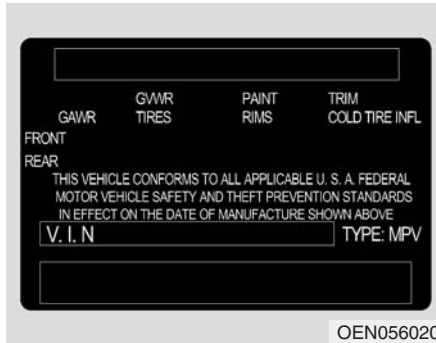 GVWR PAINT TRIM
GAWR TIRES RIMS COLD TIRE INFL
FRONT
REAR
THIS VEHICLE CONFORMS TO ALL APPLICABLE U. S. A. FEDERAL
MOTOR VEHICLE SAFETY AND THEFT PREVENTION STANDARDS
IN EFFECT ON THE DATE OF MANUFACTURE SHOWN ABOVE
V. I. N TYPE: MPV
OEN056020